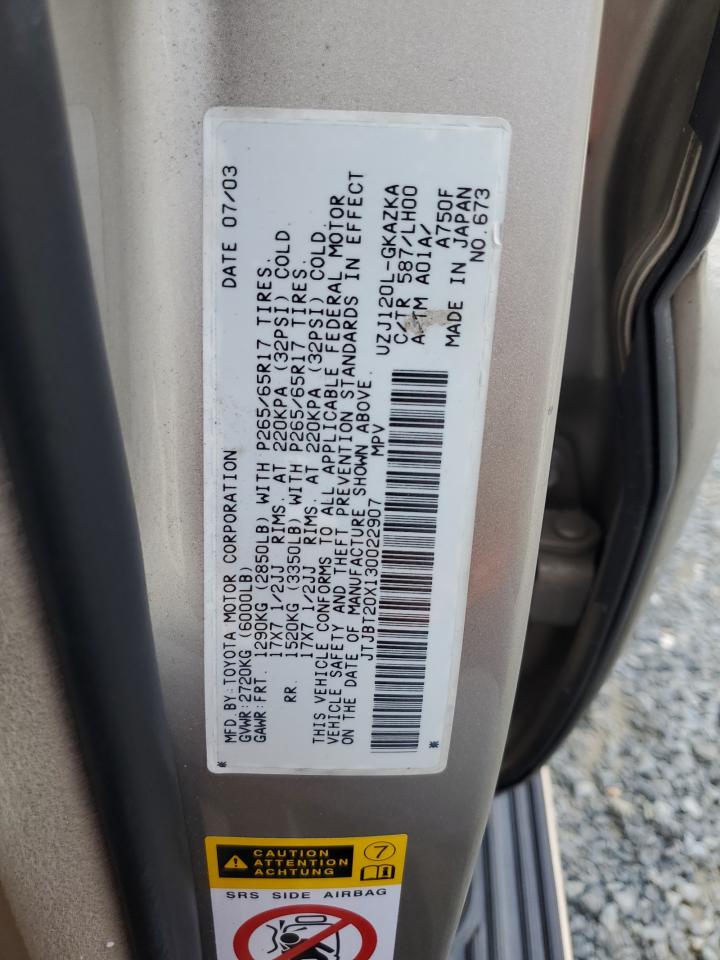 MFD. BY: TOYOTA MOTOR CORPORATION DATE 07/03
GVWR: 2720KG (6000LB)
GAWR: FRT. 1290KG (2850LB) WITH P265/65R17 TIRES.
17X7 1/2JJ RIMS. AT 220KPA (32PSI) COLD.
RR. 1520KG (3350LB) WITH P265/65R17 TIRES.
17X7 1/2JJ RIMS. AT 220KPA (32PSI) COLD.
THIS VEHICLE CONFORMS TO ALL APPLICABLE FEDERAL MOTOR
VEHICLE SAFETY AND THEFT PREVENTION STANDARDS IN EFFECT
ON THE DATE OF MANUFACTURE SHOWN ABOVE.
JTJBT20X130022907 MPV
* *
UZJ120L-GKAZKA
C/TR 587/LH00
A/TM A01A/
A750F
MADE IN JAPAN
NO.673
CAUTION
ATTENTION
ACHTUNG
7
SRS SIDE AIRBAG